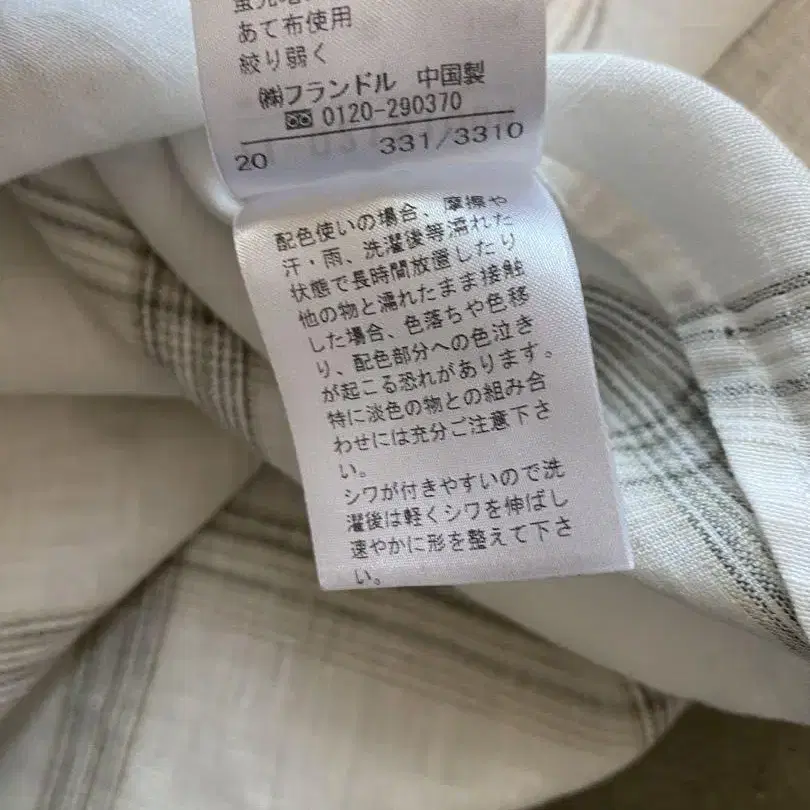 あて布使用
絞り弱く
㈱フランドル 中国製
0120-290370
20 331/3310
配色使いの場合、摩擦や
汗・雨、洗濯後等濡れた
状態で長時間放置したり
他の物と濡れたまま接触
した場合、色落ちや色移
り、配色部分への色泣き
が起こる恐れがあります。
特に淡色の物との組み合
わせには充分ご注意下さ
い。
シワが付きやすいので洗
濯後は軽くシワを伸ばし
速やかに形を整えて下さ
い。